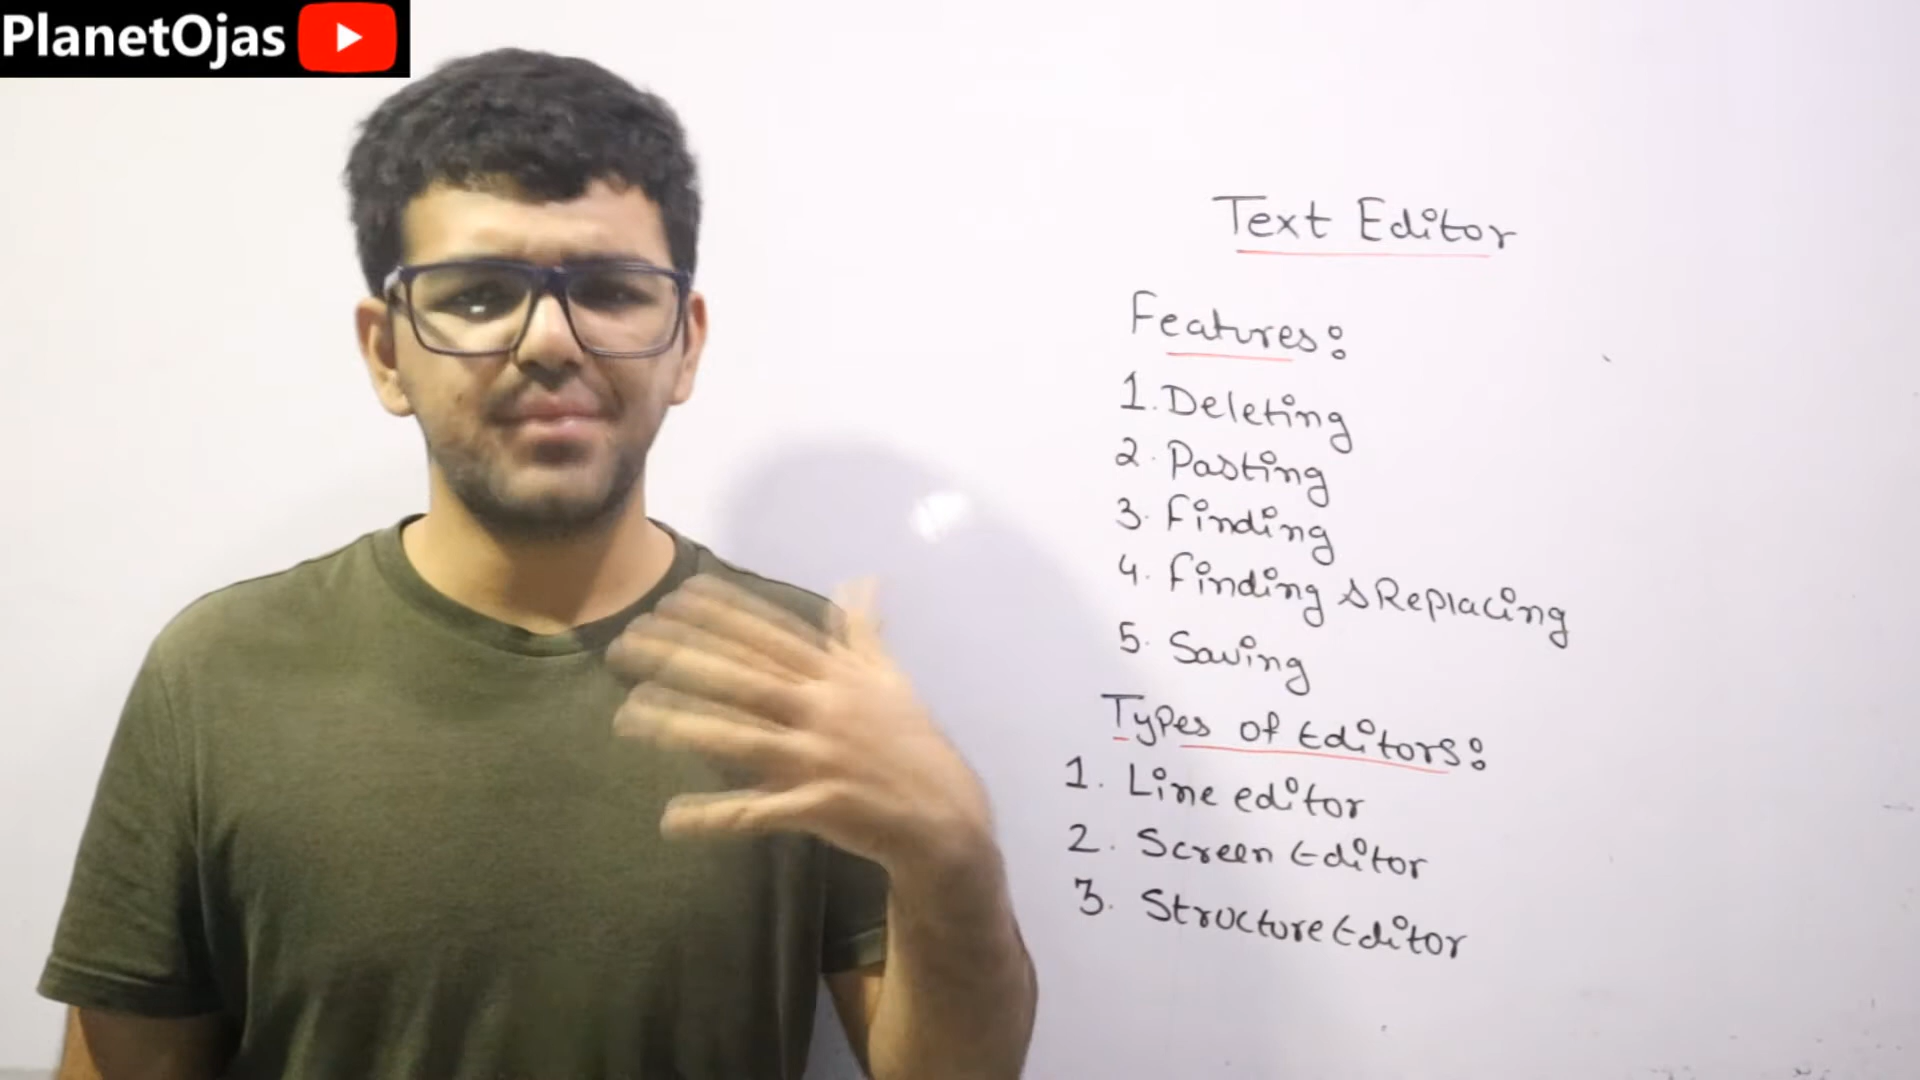 PlanetOjas
Text Editor
Features:
1. Deleting
2. Pasting
3. Finding
4. Finding & Replacing
5. Saving
Types of Editors:
1. Line editor
2. Screen Editor
3. Structure Editor